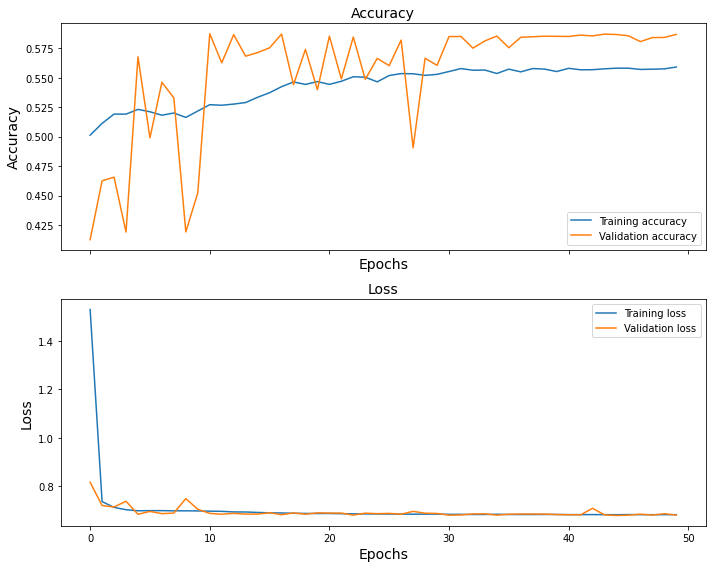 Accuracy
0.575
0.550
0.525
0.500
0.475
0.450
0.425
Accuracy
Training accuracy
Validation accuracy
Epochs
Loss
1.4
1.2
1.0
0.8
Loss
Training loss
Validation loss
0 10 20 30 40 50
Epochs